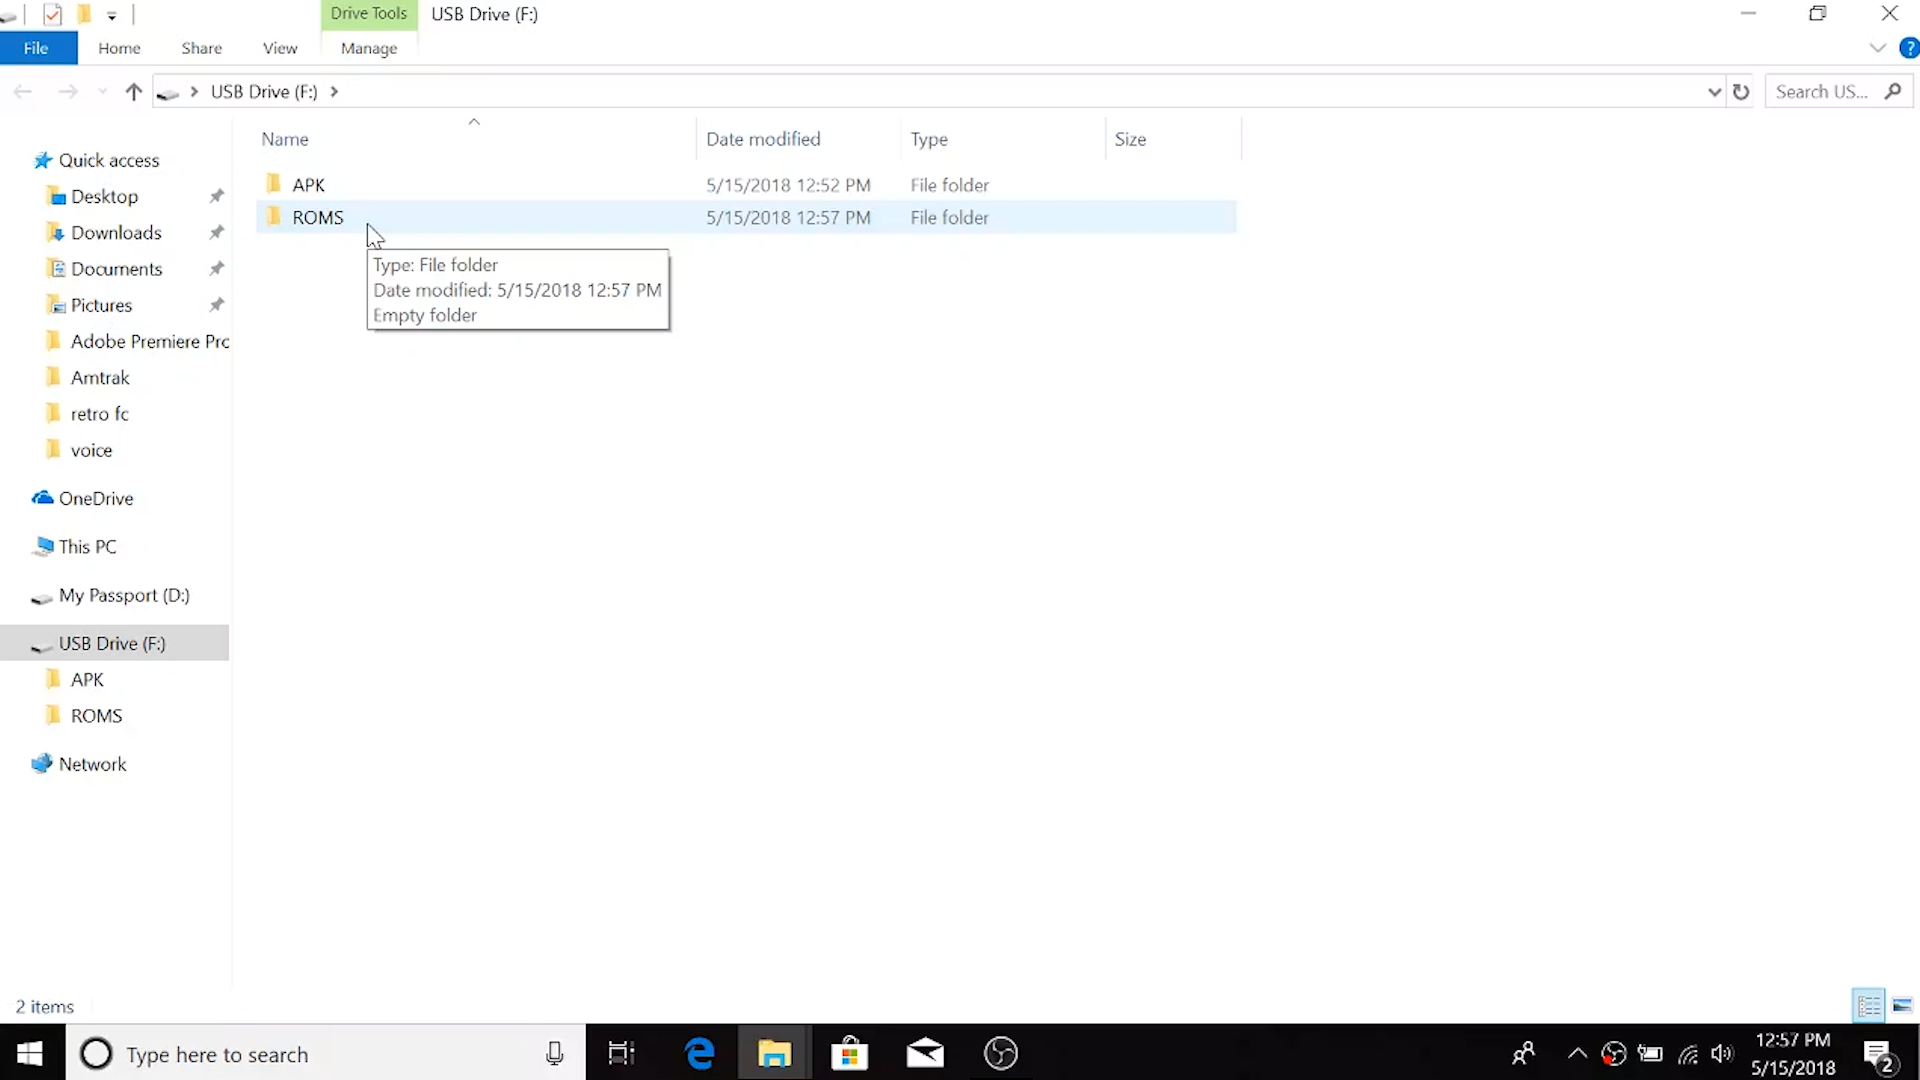 Drive Tools
USB Drive (F:)
File
Home
Share
View
Manage
?
USB Drive (F:)
Search US...
Name
Date modified
Type
Size
APK
5/15/2018 12:52 PM
File folder
ROMS
5/15/2018 12:57 PM
File folder
Type: File folder
Date modified: 5/15/2018 12:57 PM
Empty folder
Quick access
Desktop
Downloads
Documents
Pictures
Adobe Premiere Prc
Amtrak
retro fc
voice
OneDrive
This PC
My Passport (D:)
USB Drive (F:)
APK
ROMS
Network
2 items
Type here to search
12:57 PM
5/15/2018
2